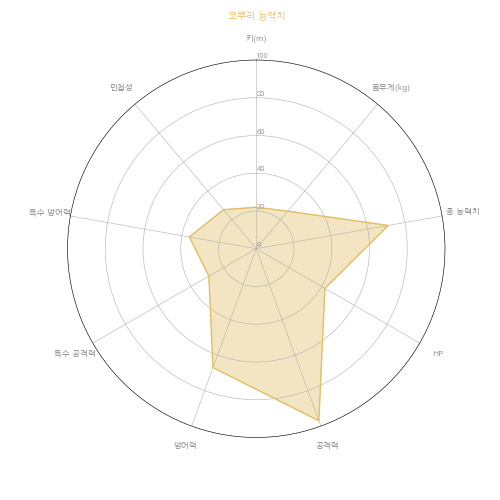 코뿌리 능력치
키(m)
100
민첩성
몸무게(kg)
80
60
40
특수 방어력
20
총 능력치
0
특수 공격력
HP
방어력
공격력